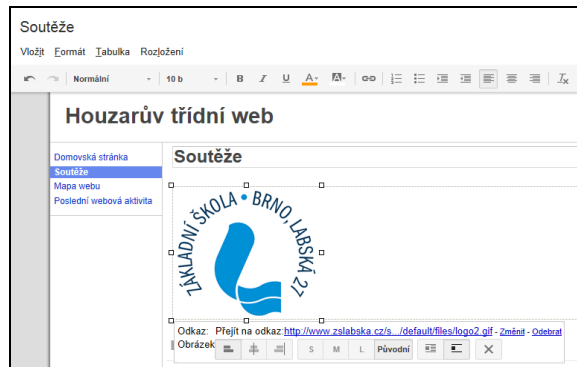 Soutěže
Vložit Formát Tabulka Rozložení
Normální 10 b B I U A A
Houzarův třídní web
Domovská stránka
Soutěže
Mapa webu
Poslední webová aktivita
Soutěže
ZÁKLADNÍ ŠKOLA • BRNO, LABSKÁ 27
Odkaz: Přejít na odkaz:http://www.zslabska.cz/s.../default/files/logo2.gif - Změnit - Odebrat
Obrázek S M L Původní